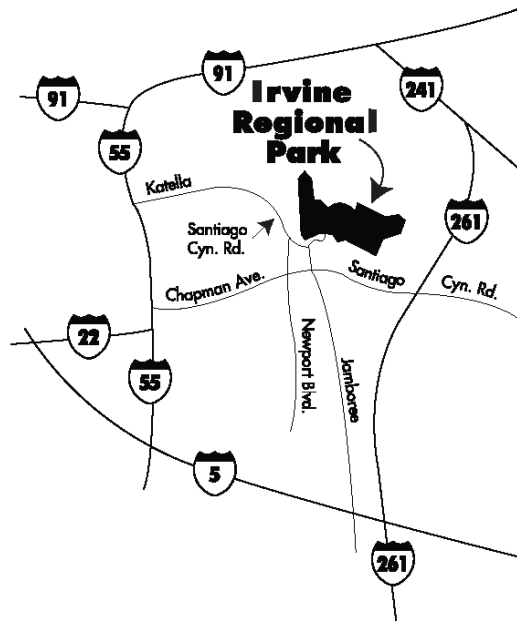 91
91
241
Irvine
Regional
Park
55
Katella
261
Santiago
Cyn. Rd.
Santiago
Cyn. Rd.
Chapman Ave.
22
Newport Blvd.
Jamboree
55
5
261